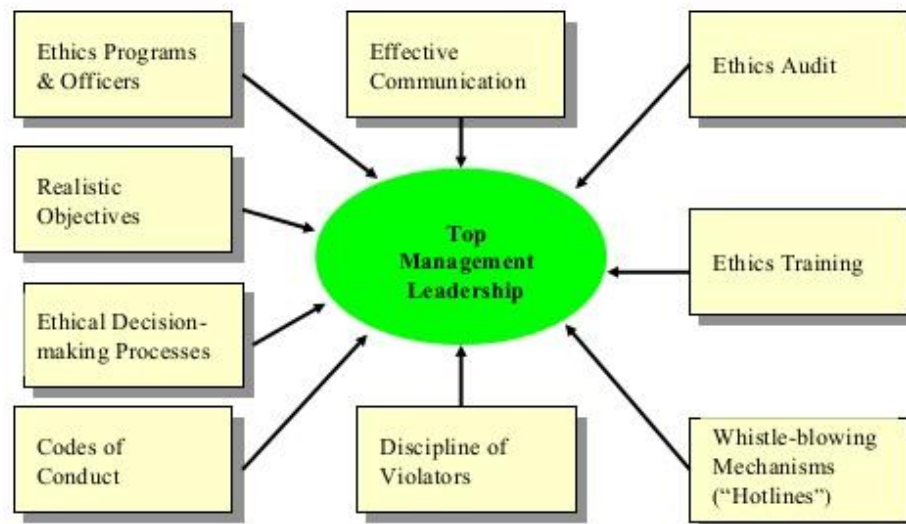 Ethics Programs
& Officers
Effective
Communication
Ethics Audit
Realistic
Objectives
Top
Management
Leadership
Ethics Training
Ethical Decision-
making Processes
Codes of
Conduct
Discipline of
Violators
Whistle-blowing
Mechanisms
(“Hotlines”)